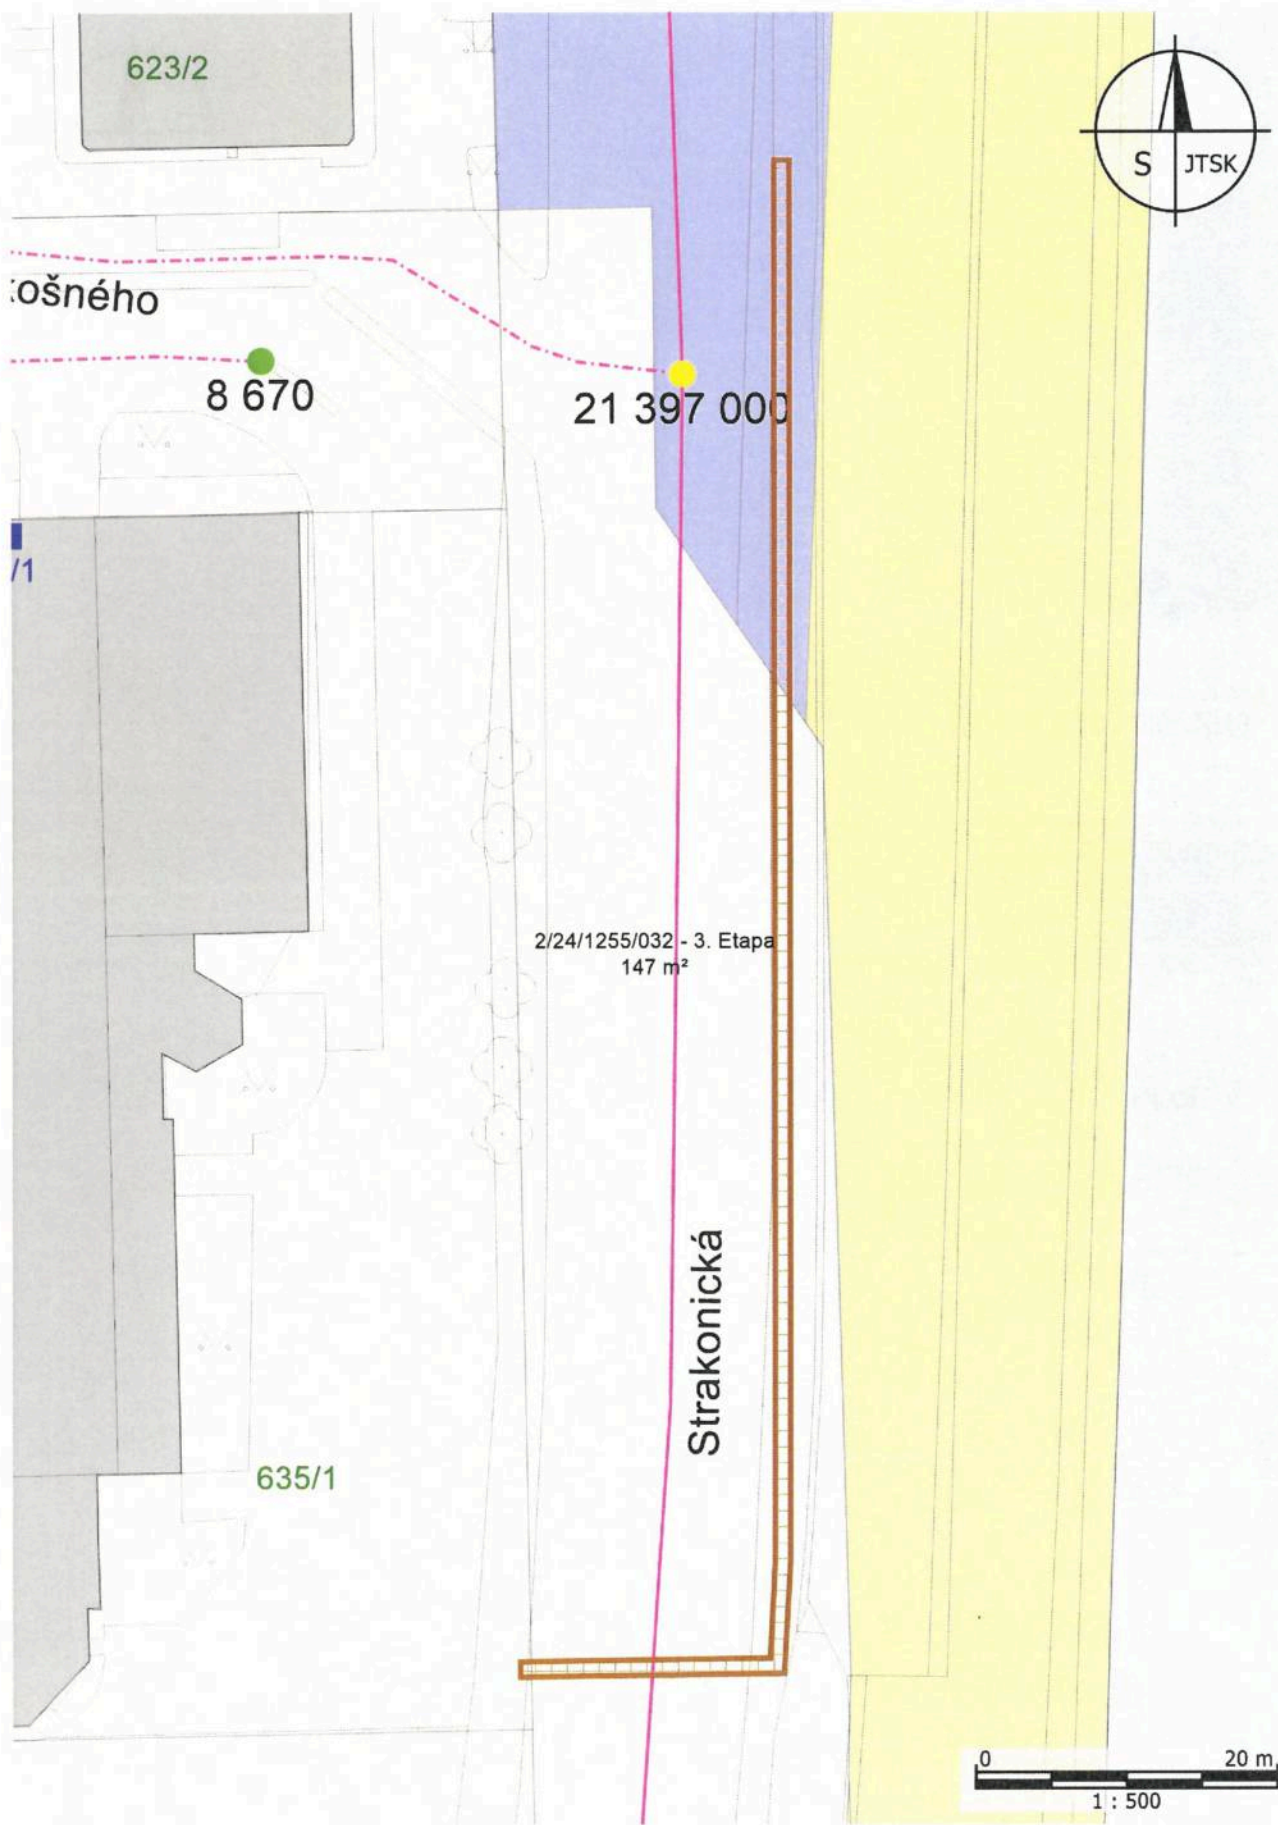 623/2
S JTSK
ošného
8 670
21 397 000
/1
2/24/1255/032 - 3. Etapa
147 m²
Strakonická
635/1
0 20 m
1 : 500